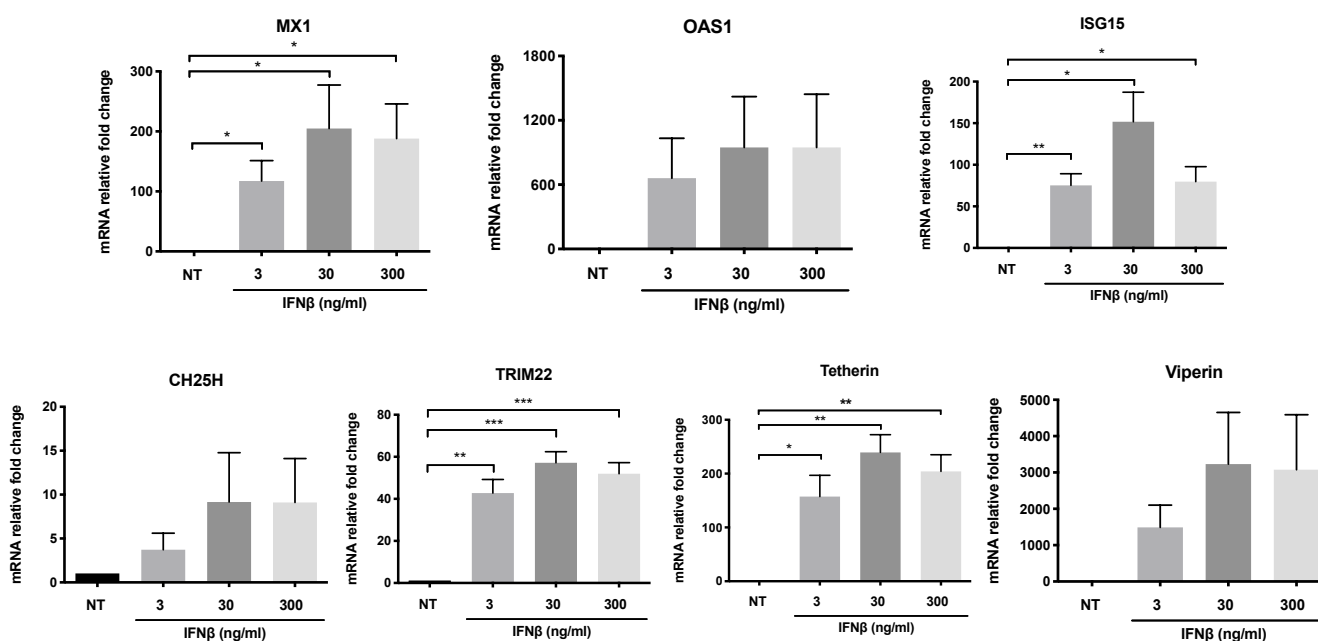 MX1
mRNA relative fold change
300
200
100
0
*
*
*
NT
3
30
300
IFNβ (ng/ml)
OAS1
mRNA relative fold change
1800
1200
600
0
NT
3
30
300
IFNβ (ng/ml)
ISG15
mRNA relative fold change
200
150
100
50
0
*
*
**
NT
3
30
300
IFNβ (ng/ml)
CH25H
mRNA relative fold change
20
15
10
5
0
NT
3
30
300
IFNβ (ng/ml)
TRIM22
mRNA relative fold change
80
60
40
20
0
***
***
**
NT
3
30
300
IFNβ (ng/ml)
Tetherin
mRNA relative fold change
300
200
100
0
**
**
*
NT
3
30
300
IFNβ (ng/ml)
Viperin
mRNA relative fold change
5000
4000
3000
2000
1000
0
NT
3
30
300
IFNβ (ng/ml)